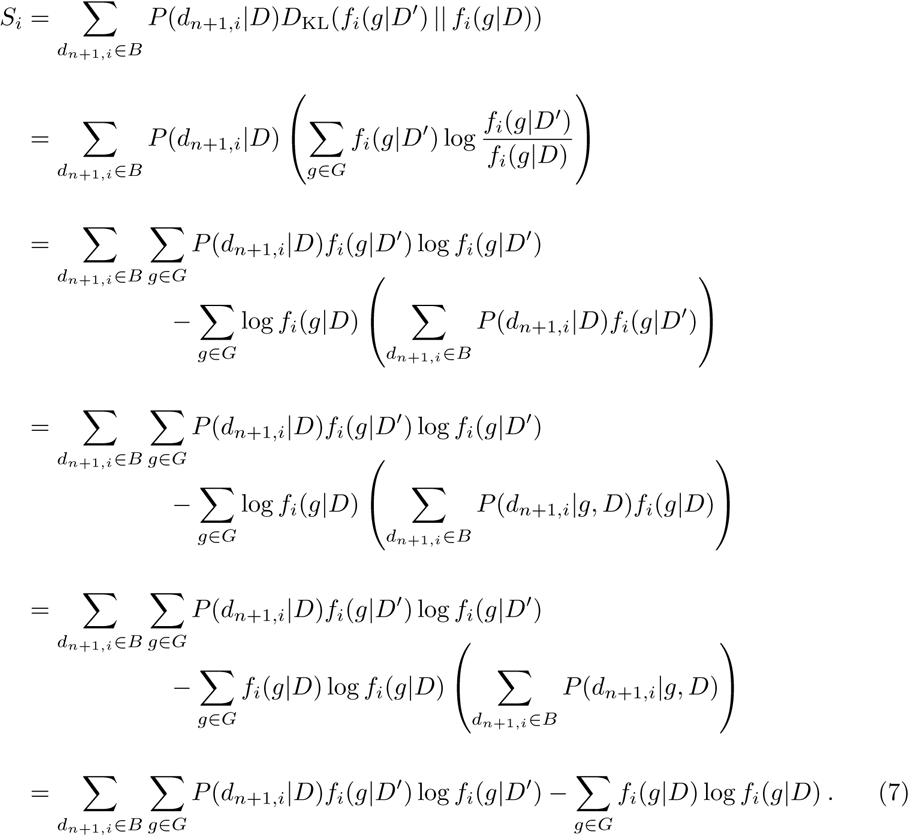 S_i = \sum_{d_{n+1,i} \in B} P(d_{n+1,i}|D) D_{\mathrm{KL}}(f_i(g|D') || f_i(g|D))
= \sum_{d_{n+1,i} \in B} P(d_{n+1,i}|D) \left( \sum_{g \in G} f_i(g|D') \log \frac{f_i(g|D')}{f_i(g|D)} \right)
= \sum_{d_{n+1,i} \in B} \sum_{g \in G} P(d_{n+1,i}|D) f_i(g|D') \log f_i(g|D')
- \sum_{g \in G} \log f_i(g|D) \left( \sum_{d_{n+1,i} \in B} P(d_{n+1,i}|D) f_i(g|D') \right)
= \sum_{d_{n+1,i} \in B} \sum_{g \in G} P(d_{n+1,i}|D) f_i(g|D') \log f_i(g|D')
- \sum_{g \in G} \log f_i(g|D) \left( \sum_{d_{n+1,i} \in B} P(d_{n+1,i}|g, D) f_i(g|D) \right)
= \sum_{d_{n+1,i} \in B} \sum_{g \in G} P(d_{n+1,i}|D) f_i(g|D') \log f_i(g|D')
- \sum_{g \in G} f_i(g|D) \log f_i(g|D) \left( \sum_{d_{n+1,i} \in B} P(d_{n+1,i}|g, D) \right)
= \sum_{d_{n+1,i} \in B} \sum_{g \in G} P(d_{n+1,i}|D) f_i(g|D') \log f_i(g|D') - \sum_{g \in G} f_i(g|D) \log f_i(g|D) . (7)